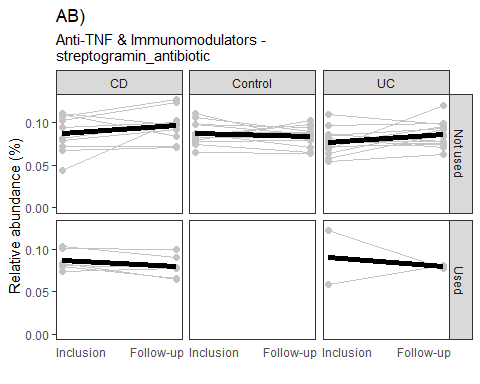 AB)
Anti-TNF & Immunomodulators -
streptogramin_antibiotic
CD
Control
UC
Relative abundance (%)
0.10
0.05
0.00
Not used
0.10
0.05
0.00
Used
Inclusion
Follow-up
Inclusion
Follow-up
Inclusion
Follow-up